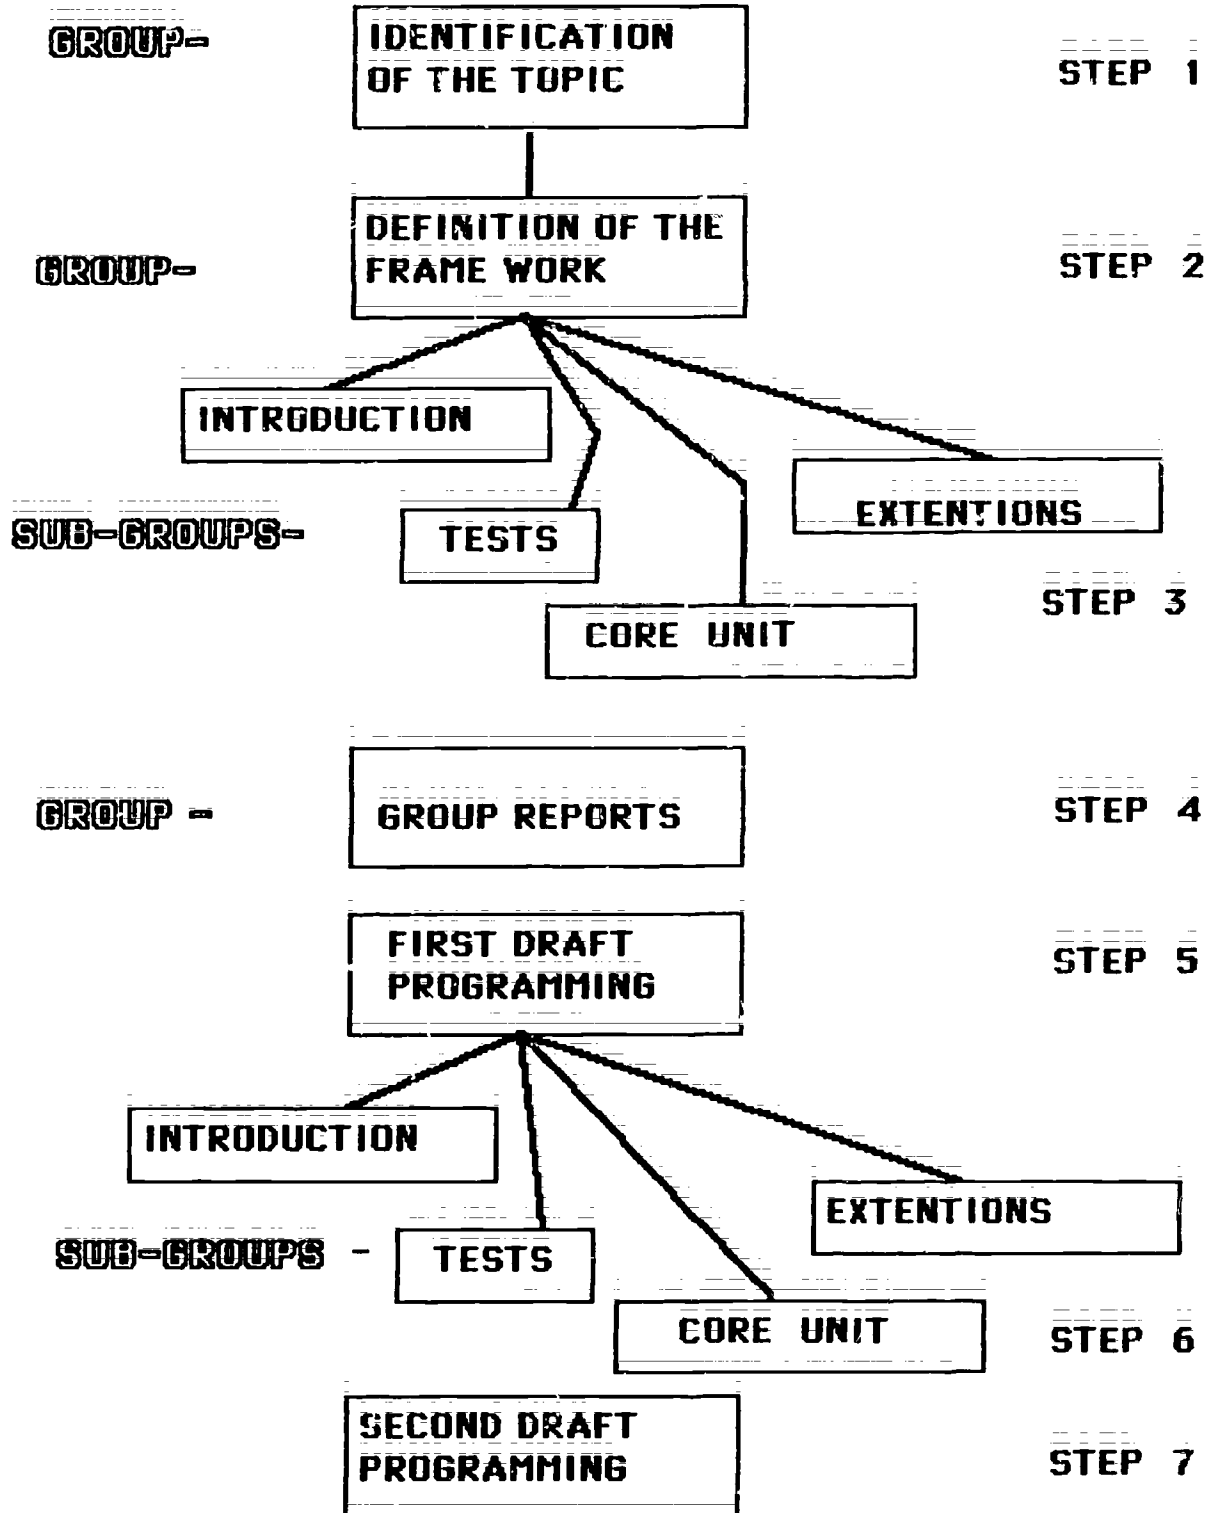 GROUP-
IDENTIFICATION
OF THE TOPIC
STEP 1
DEFINITION OF THE
FRAME WORK
GROUP-
STEP 2
INTRODUCTION
EXTENTIONS
SUB-GROUPS-
TESTS
STEP 3
CORE UNIT
GROUP -
GROUP REPORTS
STEP 4
FIRST DRAFT
PROGRAMMING
STEP 5
INTRODUCTION
EXTENTIONS
SUB-GROUPS -
TESTS
CORE UNIT
STEP 6
SECOND DRAFT
PROGRAMMING
STEP 7